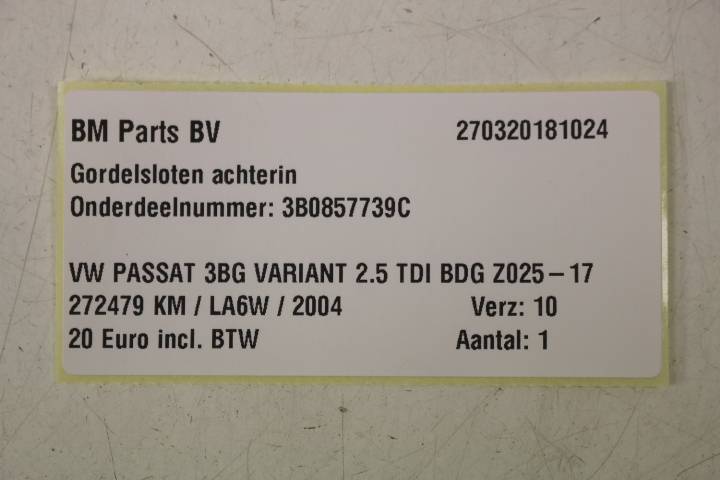 BM Parts BV 270320181024
Gordelsloten achterin
Onderdeelnummer: 3B0857739C
VW PASSAT 3BG VARIANT 2.5 TDI BDG Z025-17
272479 KM / LA6W / 2004 Verz: 10
20 Euro incl. BTW Aantal: 1